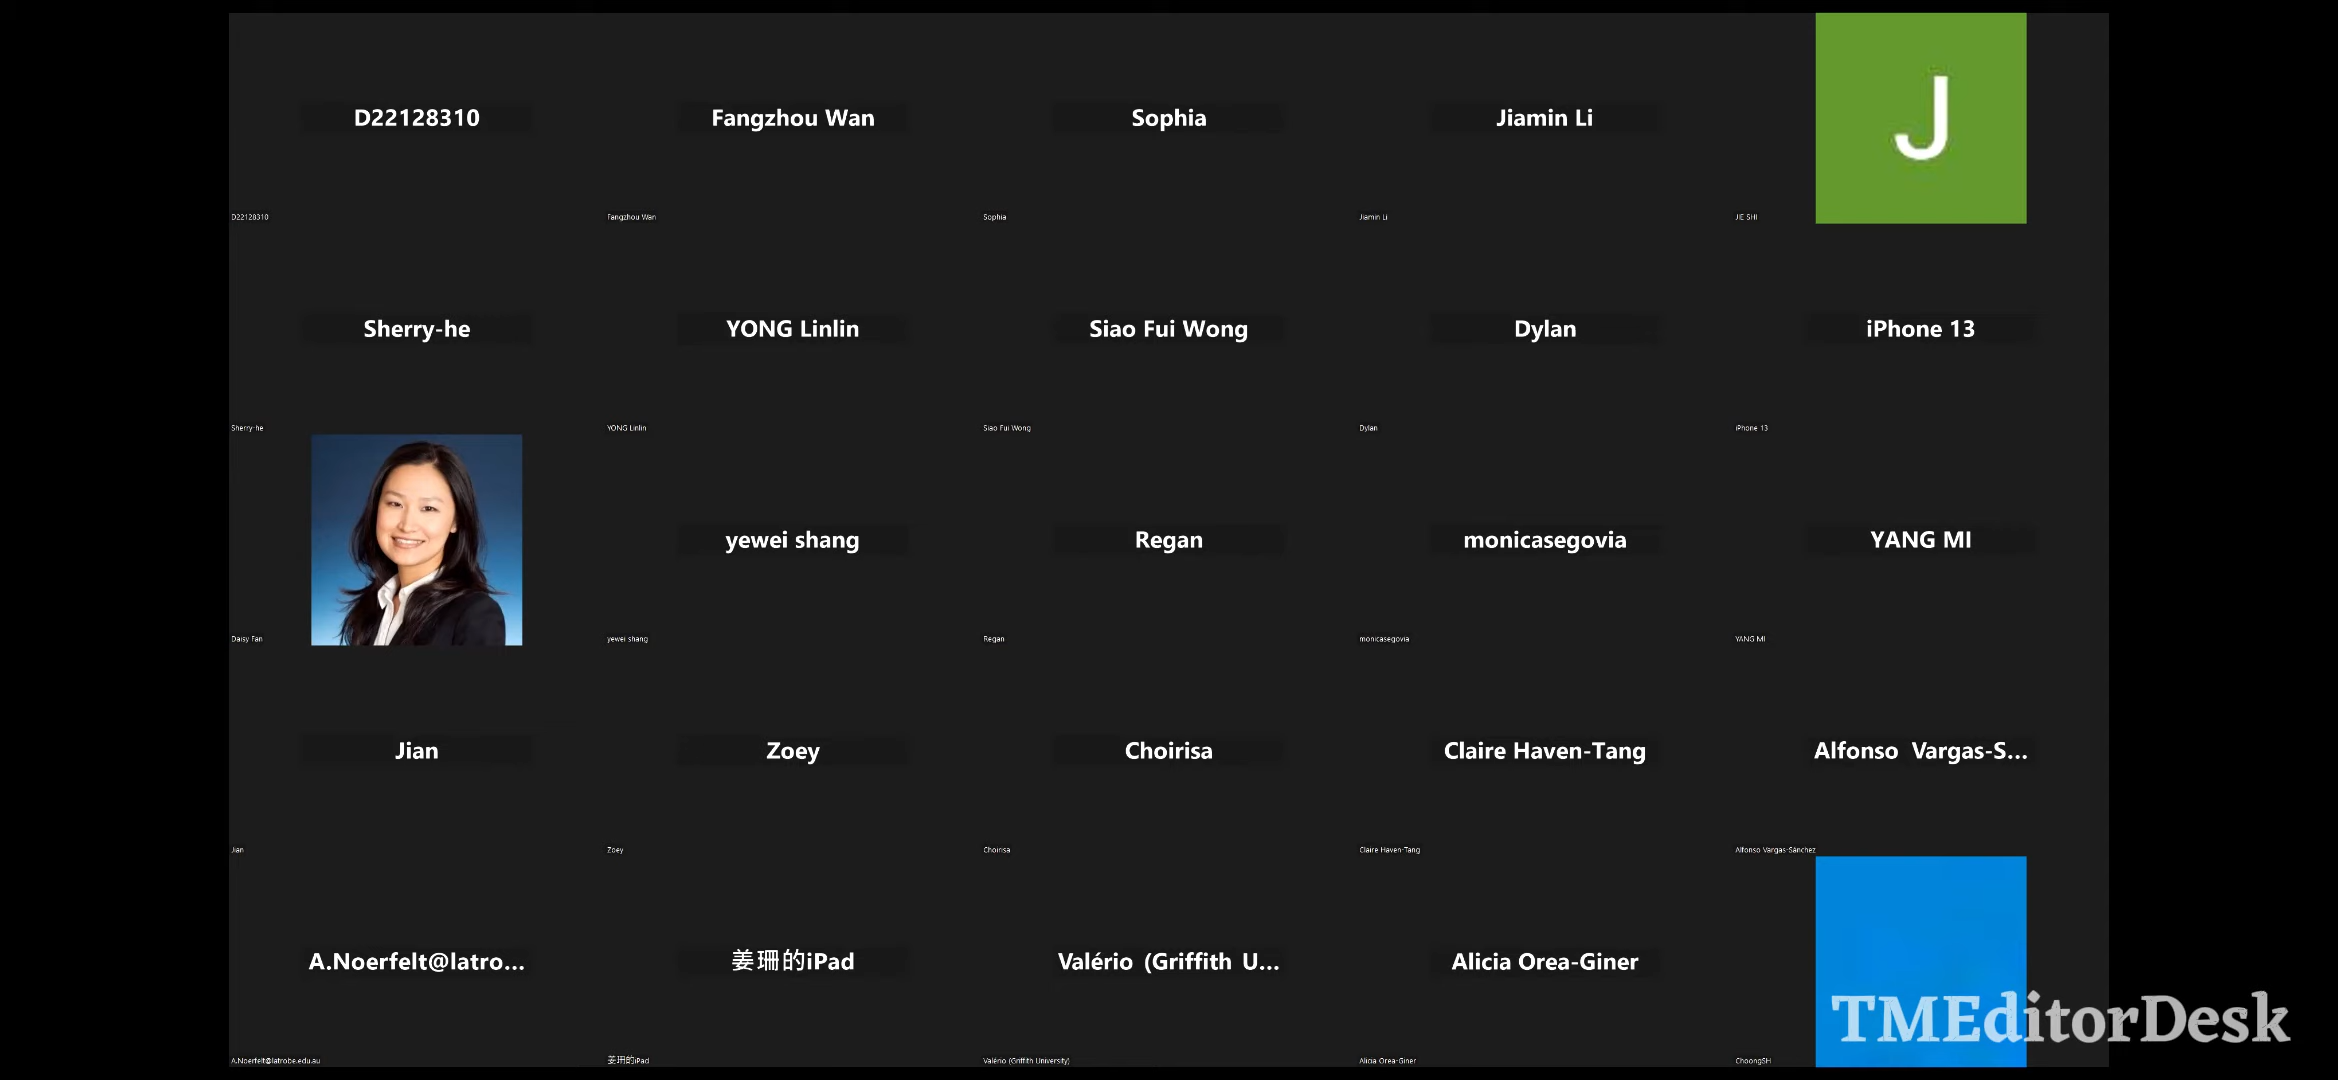 D22128310
Fangzhou Wan
Sophia
Jiamin Li
J
D22128310
Fangzhou Wan
Sophia
Jiamin Li
JIE SHI
Sherry-he
YONG Linlin
Siao Fui Wong
Dylan
iPhone 13
Sherry-he
YONG Linlin
Siao Fui Wong
Dylan
iPhone 13
yewei shang
Regan
monicasegovia
YANG MI
Daisy Fan
yewei shang
Regan
monicasegovia
YANG MI
Jian
Zoey
Choirisa
Claire Haven-Tang
Alfonso Vargas-S...
Jian
Zoey
Choirisa
Claire Haven-Tang
Alfonso Vargas-Sánchez
A.Noerfelt@latro...
姜珊的iPad
Valério (Griffith U...
Alicia Orea-Giner
TMEditorDesk
A.Noerfelt@latrobe.edu.au
姜珊的iPad
Valério (Griffith University)
Alicia Orea-Giner
ChoongSH